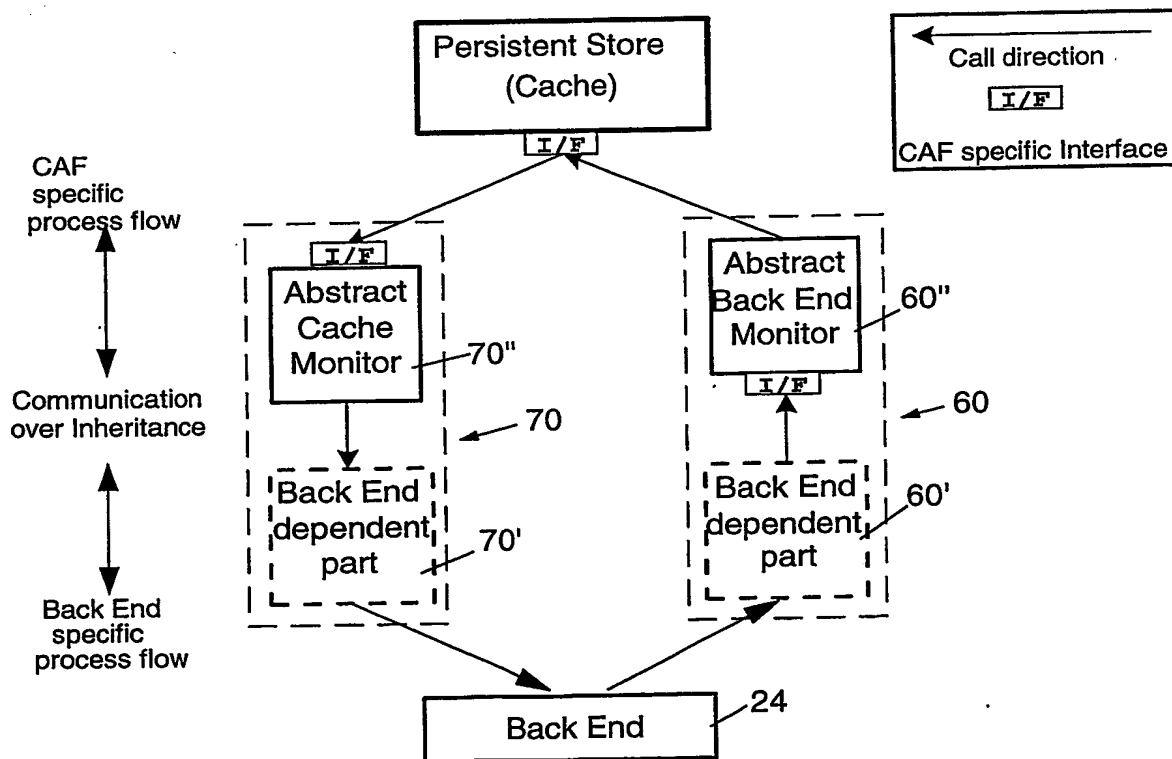 Persistent Store
(Cache)
I/F
Call direction
I/F
CAF specific Interface
CAF
specific
process flow
Communication
over Inheritance
Back End
specific
process flow
I/F
Abstract
Cache
Monitor
70"
70
Back End
dependent
part
70'
Abstract
Back End
Monitor
60"
I/F
60
Back End
dependent
part
60'
Back End
24